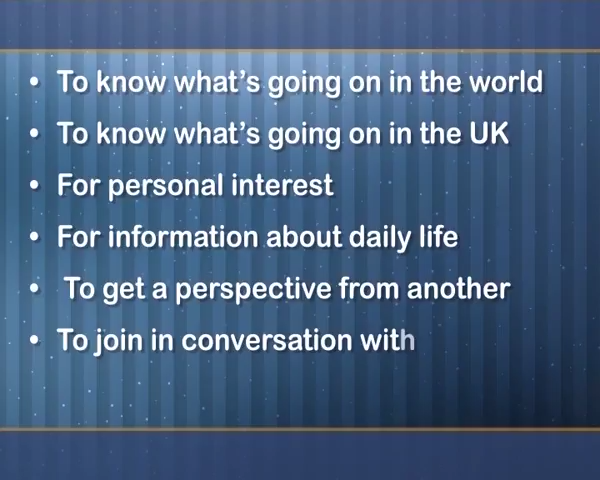 • To know what's going on in the world
• To know what's going on in the UK
• For personal interest
• For information about daily life
• To get a perspective from another
• To join in conversation with